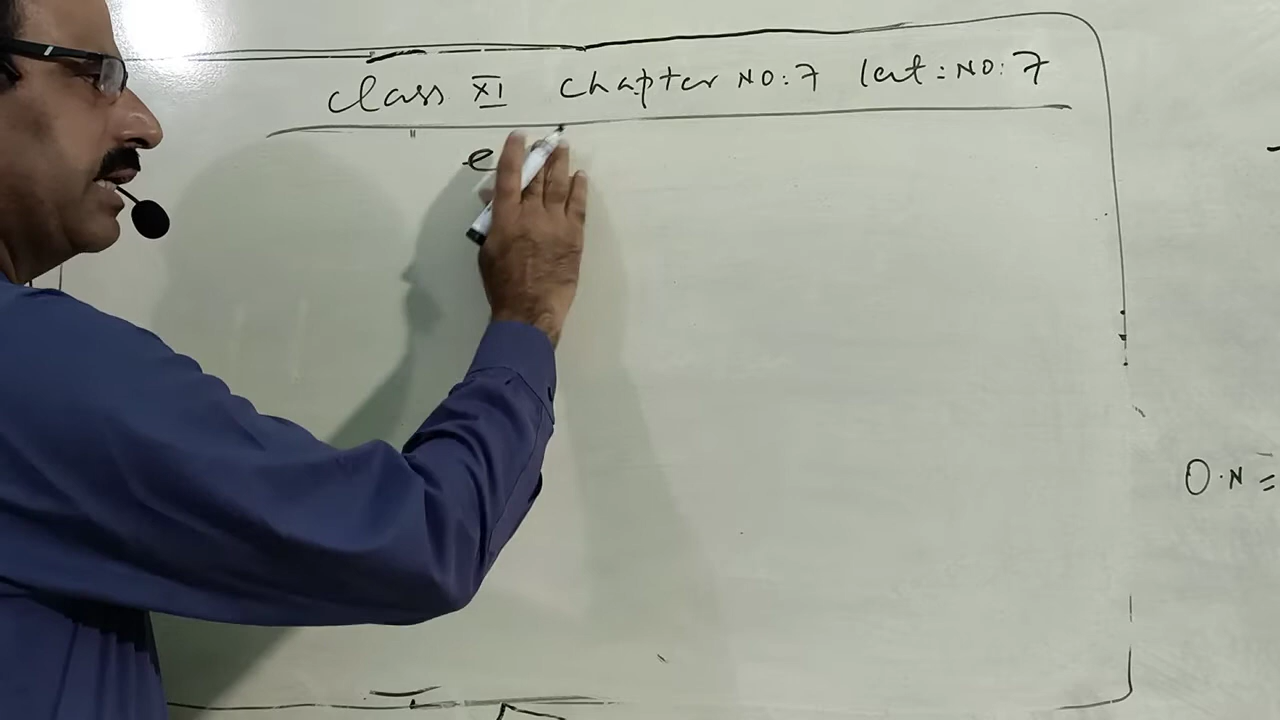 Class XI Chapter NO:7 lect:NO:7
e
O.N =